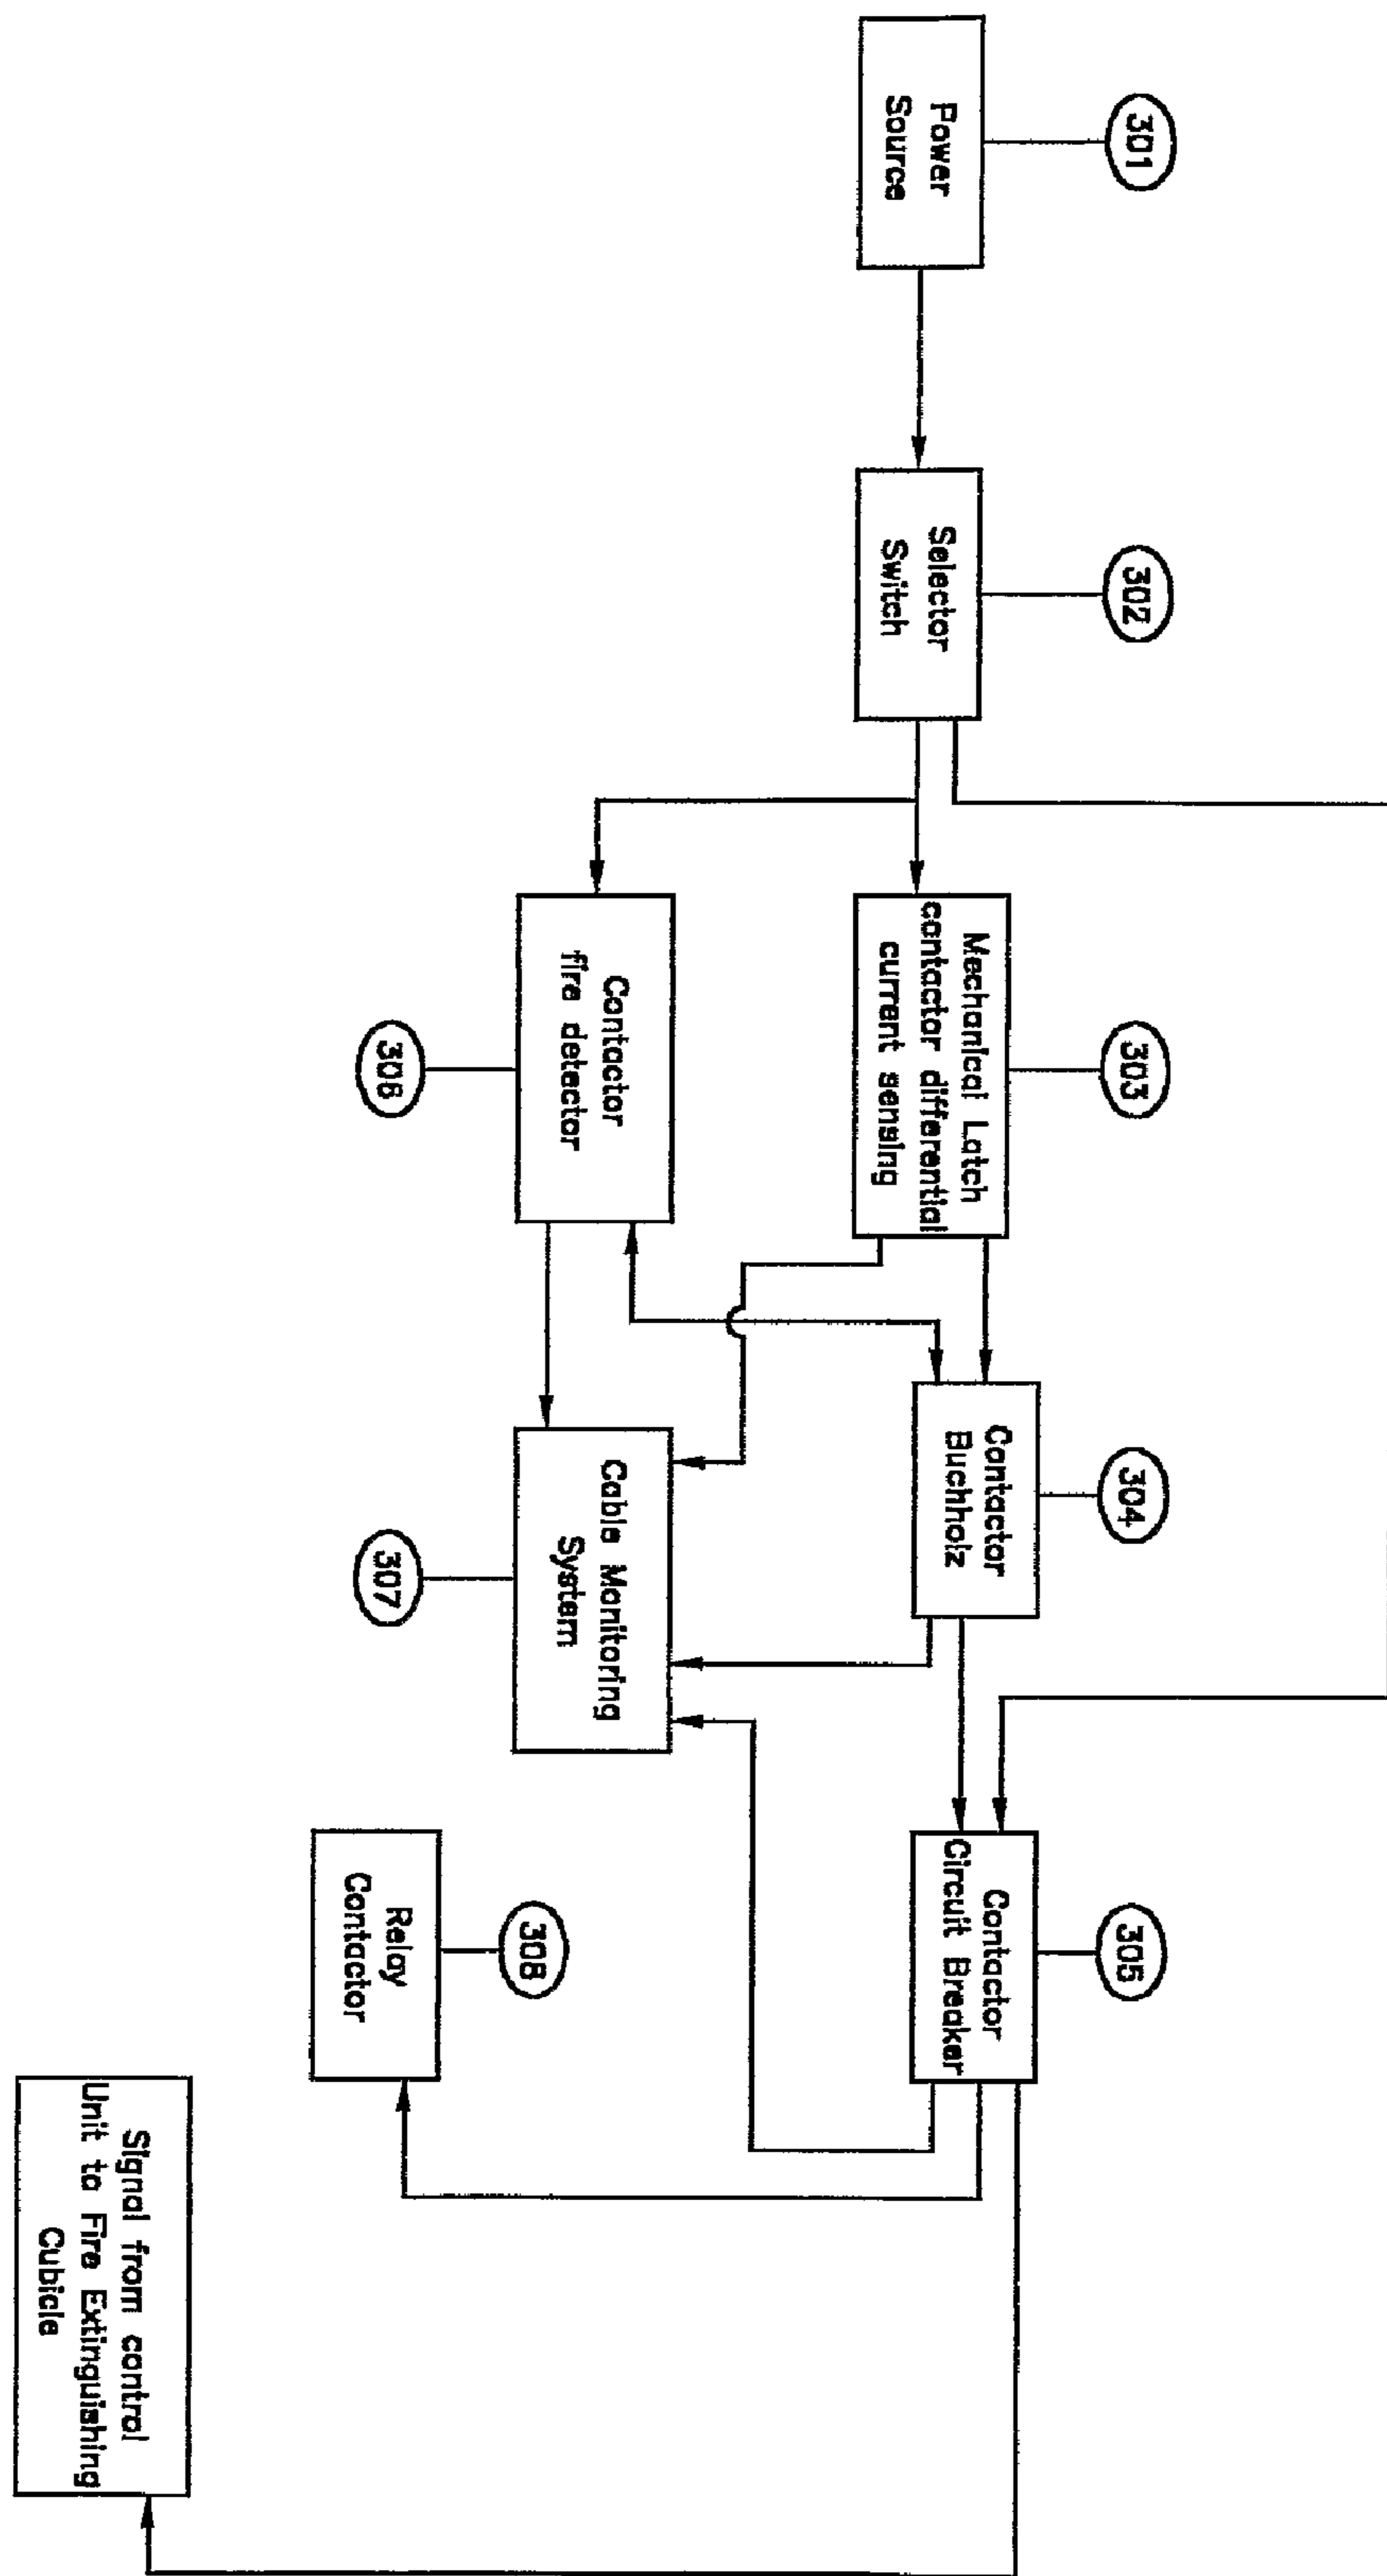 301
Power
Source
302
Selector
Switch
303
Mechanical Latch
contactor differential
current sensing
304
Contactor
Buchholz
305
Contactor
Circuit Breaker
Contactor
fire detector
306
Cable Monitoring
System
307
308
Relay
Contactor
Signal from control
Unit to Fire Extinguishing
Cubicle